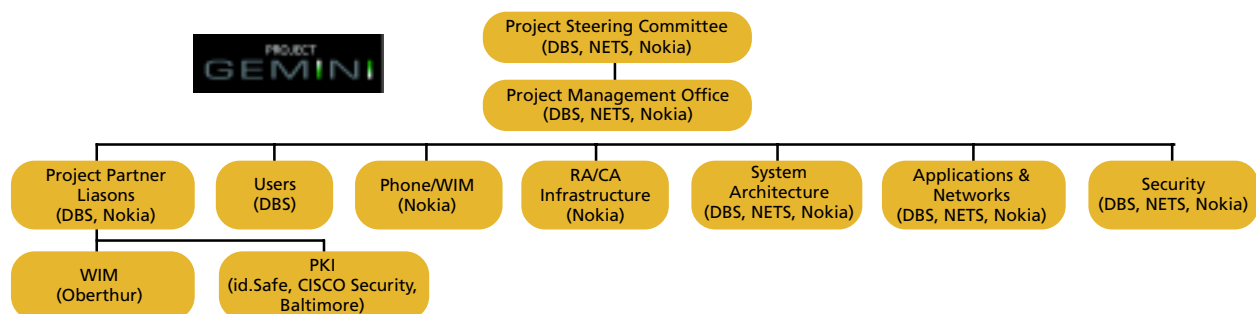 PROJECT
GEMINI
Project Steering Committee
(DBS, NETS, Nokia)
Project Management Office
(DBS, NETS, Nokia)
Project Partner
Liasons
(DBS, Nokia)
Users
(DBS)
Phone/WIM
(Nokia)
RA/CA
Infrastructure
(Nokia)
System
Architecture
(DBS, NETS, Nokia)
Applications &
Networks
(DBS, NETS, Nokia)
Security
(DBS, NETS, Nokia)
WIM
(Oberthur)
PKI
(id.Safe, CISCO Security,
Baltimore)